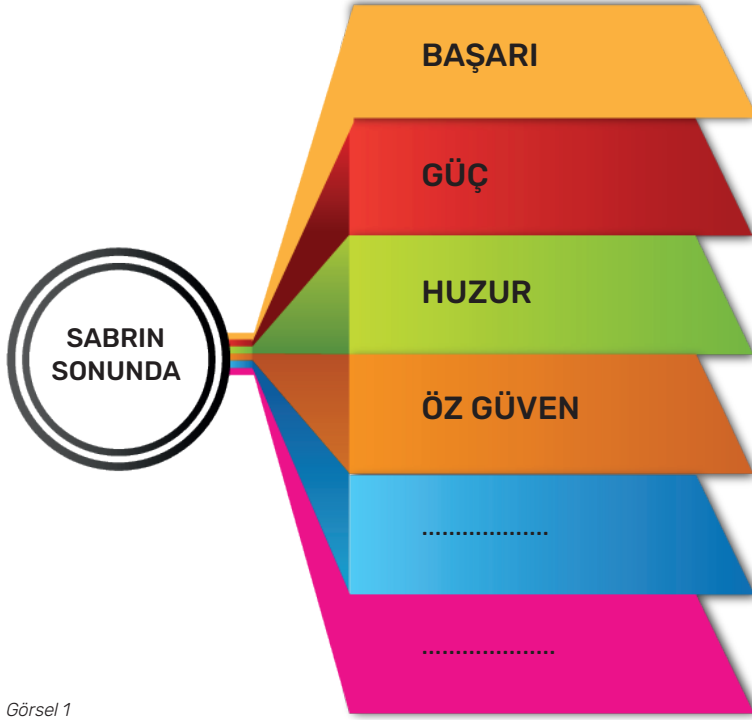 BAŞARI
GÜÇ
HUZUR
SABRIN
SONUNDA
ÖZ GÜVEN
...................
....................
Görsel 1